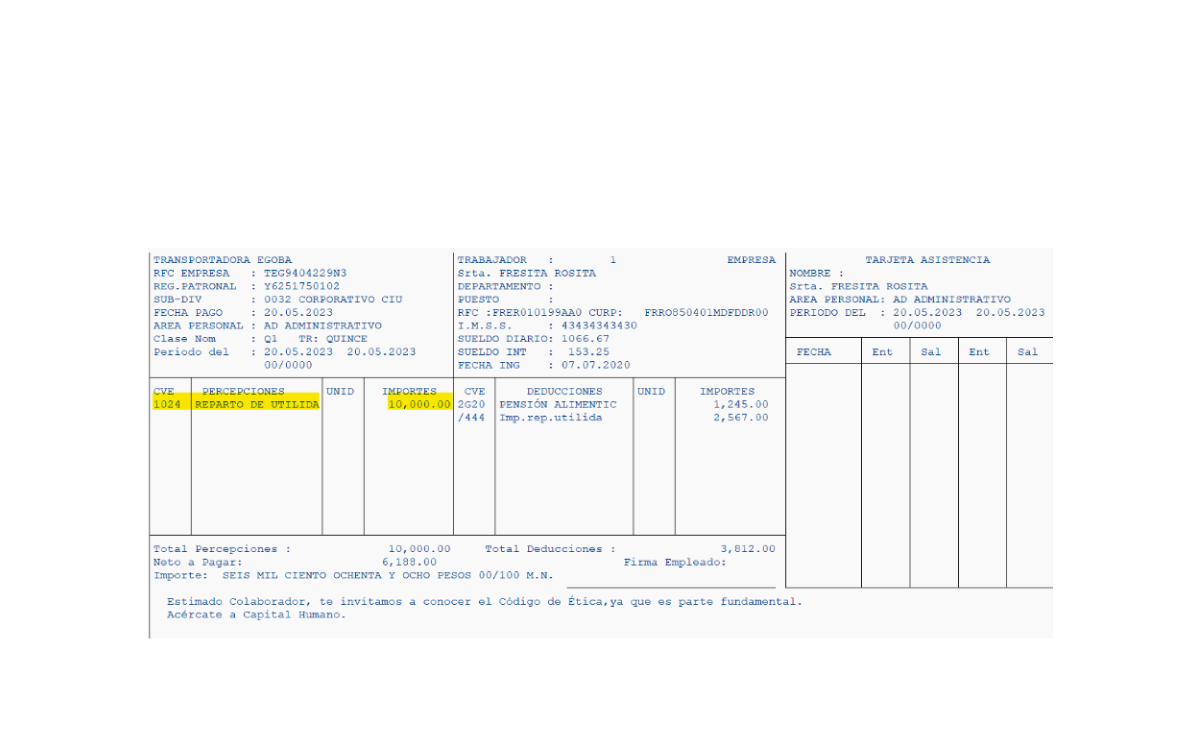 TRANSPORTADORA EGOBA
RFC EMPRESA : TEG9404229N3
REG.PATRONAL : Y6251750102
SUB-DIV : 0032 CORPORATIVO CIU
FECHA PAGO : 20.05.2023
AREA PERSONAL : AD ADMINISTRATIVO
Clase Nom : Q1 TR: QUINCE
Periodo del : 20.05.2023 20.05.2023
00/0000
TRABAJADOR : 1 EMPRESA
Srta. FRESITA ROSITA
DEPARTAMENTO :
PUESTO :
RFC :FRER010199AA0 CURP: FRRO850401MDFDDR00
I.M.S.S. : 43434343430
SUELDO DIARIO: 1066.67
SUELDO INT : 153.25
FECHA ING : 07.07.2020
TARJETA ASISTENCIA
NOMBRE :
Srta. FRESITA ROSITA
AREA PERSONAL: AD ADMINISTRATIVO
PERIODO DEL : 20.05.2023 20.05.2023
00/0000
FECHA Ent Sal Ent Sal
CVE PERCEPCIONES UNID IMPORTES CVE DEDUCCIONES UNID IMPORTES
1024 REPARTO DE UTILIDA 10,000.00 2G20 PENSIÓN ALIMENTIC 1,245.00
/444 Imp.rep.utilida 2,567.00
Total Percepciones : 10,000.00 Total Deducciones : 3,812.00
Neto a Pagar: 6,188.00 Firma Empleado:
Importe: SEIS MIL CIENTO OCHENTA Y OCHO PESOS 00/100 M.N.
Estimado Colaborador, te invitamos a conocer el Código de Ética,ya que es parte fundamental.
Acércate a Capital Humano.